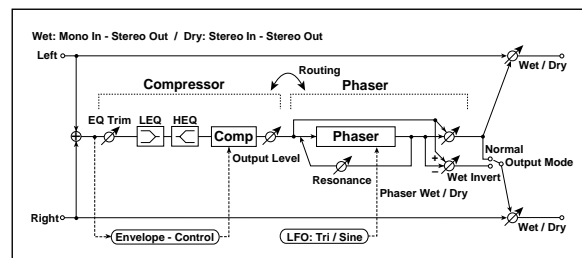 Wet: Mono In - Stereo Out / Dry: Stereo In - Stereo Out
Left
Wet / Dry
Routing
Compressor
Phaser
EQ Trim
LEQ
HEQ
Comp
Phaser
Output Level
Resonance
Normal
Output Mode
Wet Invert
+
–
Phaser Wet / Dry
Right
Wet / Dry
Envelope - Control
LFO: Tri / Sine